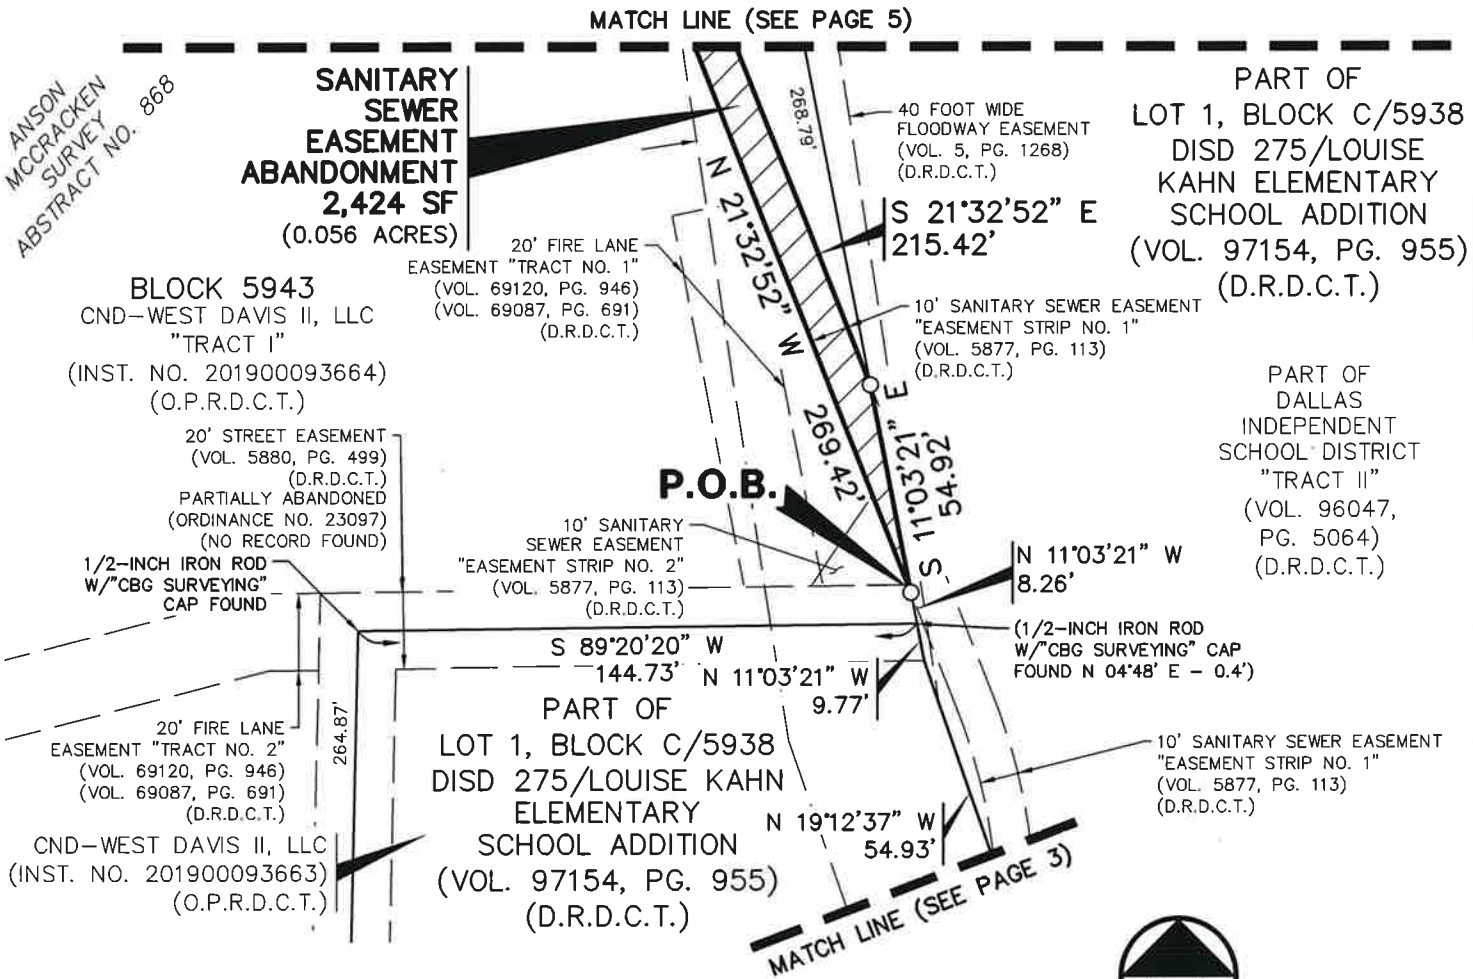 MATCH LINE (SEE PAGE 5)
ANSON
MCCRACKEN
SURVEY
ABSTRACT NO. 868
SANITARY
SEWER
EASEMENT
ABANDONMENT
2,424 SF
(0.056 ACRES)
268.79'
40 FOOT WIDE
FLOODWAY EASEMENT
(VOL. 5, PG. 1268)
(D.R.D.C.T.)
PART OF
LOT 1, BLOCK C/5938
DISD 275/LOUISE
KAHN ELEMENTARY
SCHOOL ADDITION
(VOL. 97154, PG. 955)
(D.R.D.C.T.)
N 21°32'52" W
269.42'
S 21°32'52" E
215.42'
20' FIRE LANE
EASEMENT "TRACT NO. 1"
(VOL. 69120, PG. 946)
(VOL. 69087, PG. 691)
(D.R.D.C.T.)
BLOCK 5943
CND-WEST DAVIS II, LLC
"TRACT I"
(INST. NO. 201900093664)
(O.P.R.D.C.T.)
10' SANITARY SEWER EASEMENT
"EASEMENT STRIP NO. 1"
(VOL. 5877, PG. 113)
(D.R.D.C.T.)
PART OF
DALLAS
INDEPENDENT
SCHOOL DISTRICT
"TRACT II"
(VOL. 96047,
PG. 5064)
(D.R.D.C.T.)
20' STREET EASEMENT
(VOL. 5880, PG. 499)
(D.R.D.C.T.)
PARTIALLY ABANDONED
(ORDINANCE NO. 23097)
(NO RECORD FOUND)
S 11°03'21" E
54.92'
P.O.B.
10' SANITARY
SEWER EASEMENT
"EASEMENT STRIP NO. 2"
(VOL. 5877, PG. 113)
(D.R.D.C.T.)
1/2-INCH IRON ROD
W/"CBG SURVEYING"
CAP FOUND
N 11°03'21" W
8.26'
(1/2-INCH IRON ROD
W/"CBG SURVEYING" CAP
FOUND N 04°48' E - 0.4')
S 89°20'20" W
144.73'
N 11°03'21" W
9.77'
264.87'
20' FIRE LANE
EASEMENT "TRACT NO. 2"
(VOL. 69120, PG. 946)
(VOL. 69087, PG. 691)
(D.R.D.C.T.)
PART OF
LOT 1, BLOCK C/5938
DISD 275/LOUISE KAHN
ELEMENTARY
SCHOOL ADDITION
(VOL. 97154, PG. 955)
(D.R.D.C.T.)
10' SANITARY SEWER EASEMENT
"EASEMENT STRIP NO. 1"
(VOL. 5877, PG. 113)
(D.R.D.C.T.)
N 19°12'37" W
54.93'
CND-WEST DAVIS II, LLC
(INST. NO. 201900093663)
(O.P.R.D.C.T.)
MATCH LINE (SEE PAGE 3)